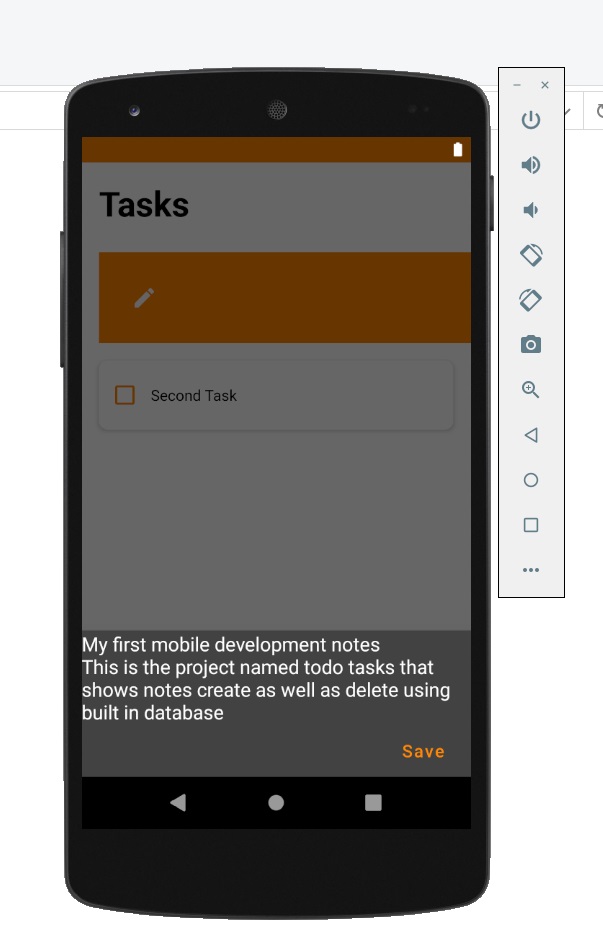 Tasks
Second Task
My first mobile development notes
This is the project named todo tasks that
shows notes create as well as delete using
built in database
Save